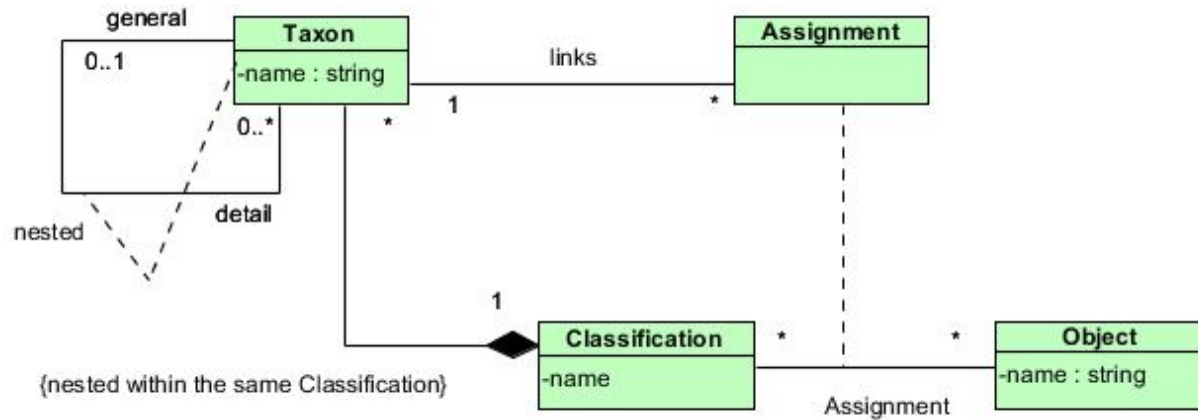 general
Taxon
Assignment
0..1
-name : string
links
1
*
0..*
*
detail
nested
1
Classification
*
*
Object
-name
-name : string
{nested within the same Classification}
Assignment